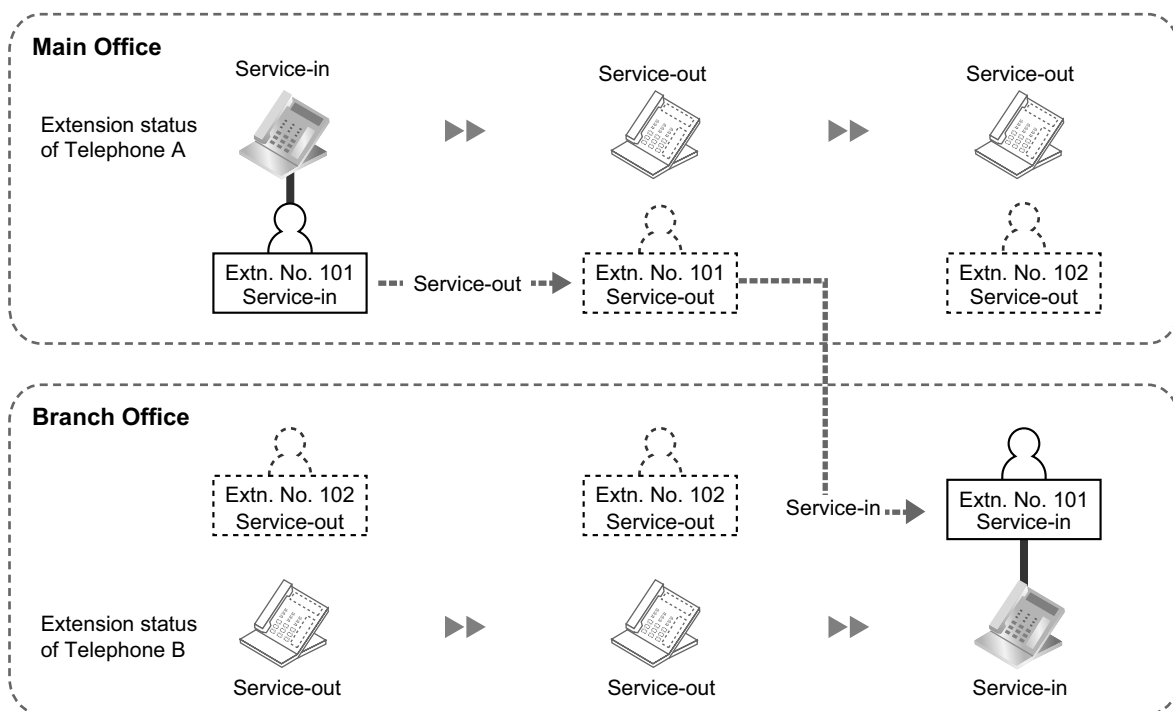 Main Office
Service-in
Service-out
Service-out
Extension status
of Telephone A
Extn. No. 101
Service-in
Service-out
Extn. No. 101
Service-out
Extn. No. 102
Service-out
Branch Office
Extn. No. 102
Service-out
Extn. No. 102
Service-out
Service-in
Extn. No. 101
Service-in
Extension status
of Telephone B
Service-out
Service-out
Service-in